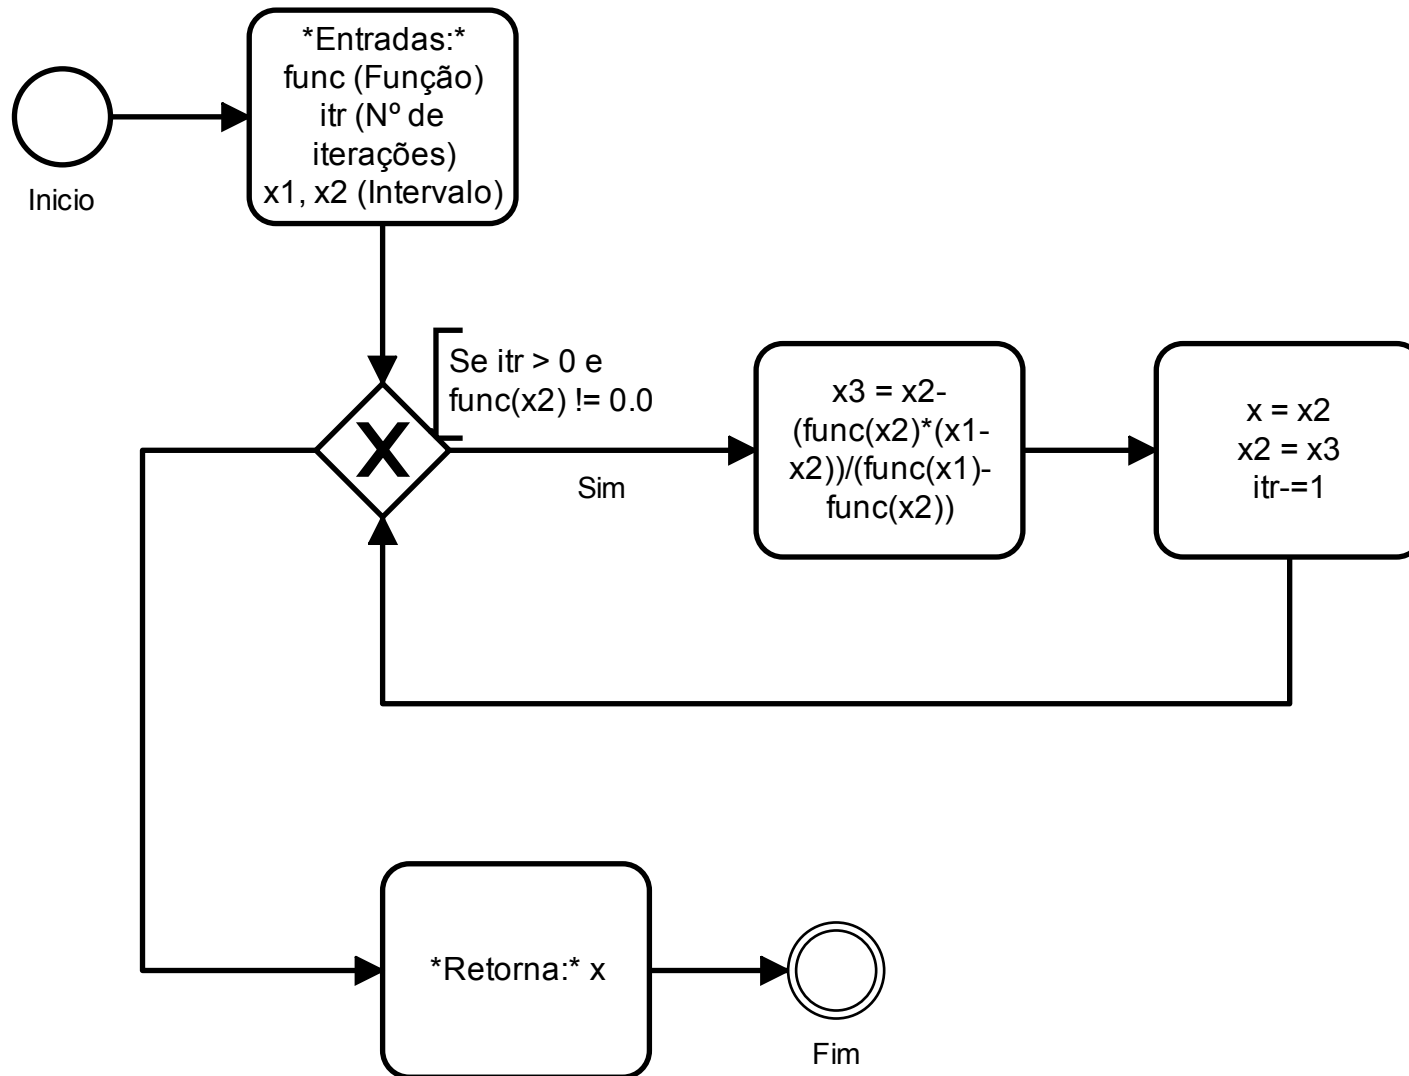 *Entradas:*
func (Função)
itr (Nº de
iterações)
x1, x2 (Intervalo)
Inicio
Se itr > 0 e
func(x2) != 0.0
X
Sim
x3 = x2-
(func(x2)*(x1-
x2))/(func(x1)-
func(x2))
x = x2
x2 = x3
itr-=1
*Retorna:* x
Fim